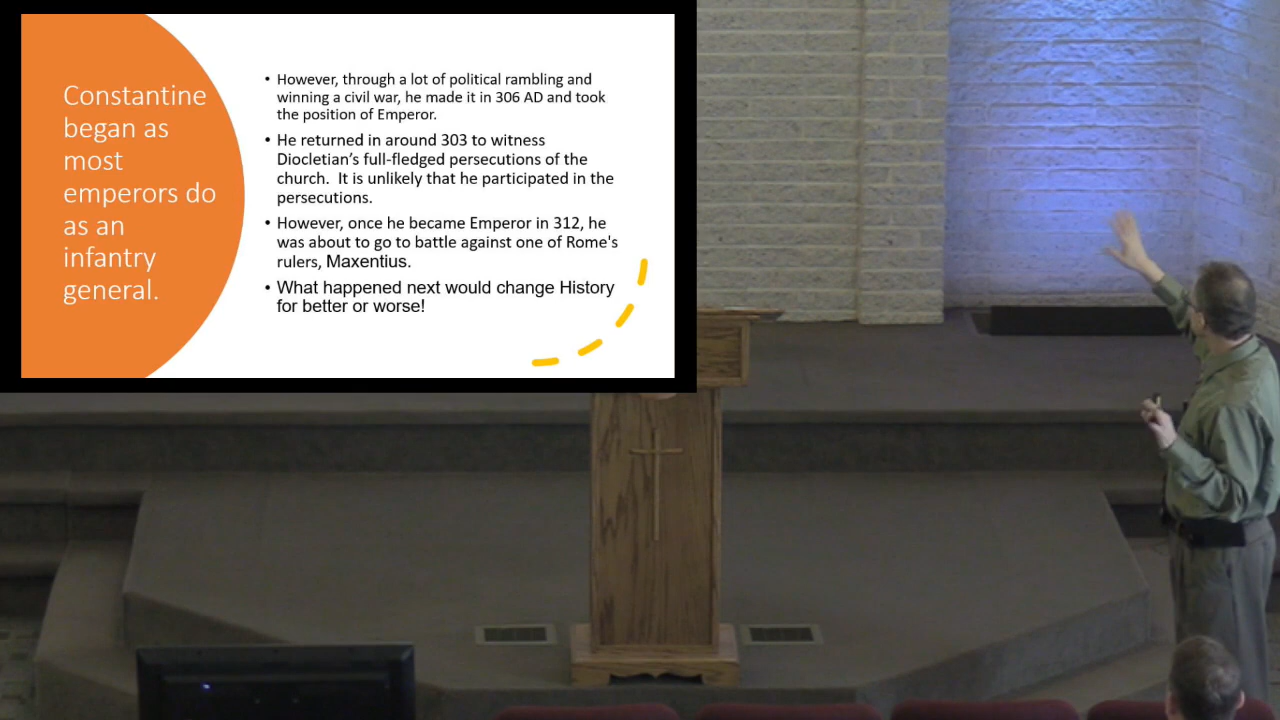 Constantine
began as
most
emperors do
as an
infantry
general.
• However, through a lot of political rambling and
winning a civil war, he made it in 306 AD and took
the position of Emperor.
• He returned in around 303 to witness
Diocletian’s full-fledged persecutions of the
church.  It is unlikely that he participated in the
persecutions.
• However, once he became Emperor in 312, he
was about to go to battle against one of Rome's
rulers, Maxentius.
• What happened next would change History
for better or worse!